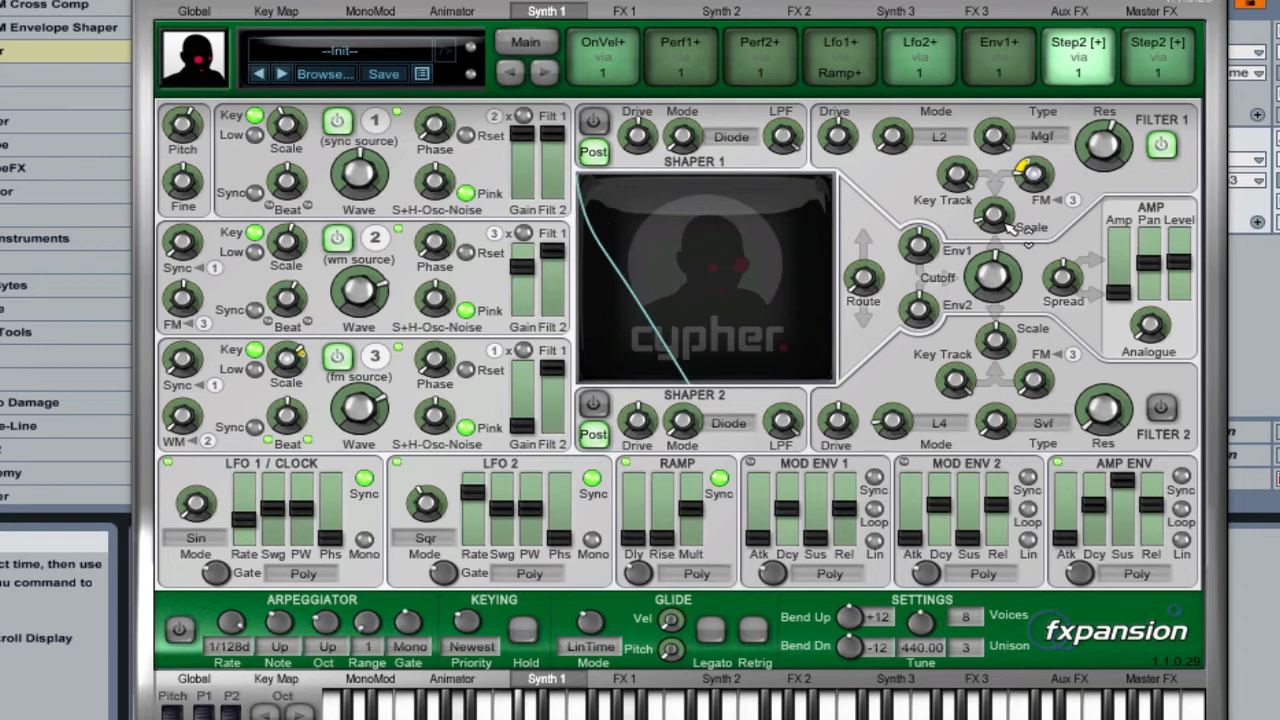 M Cross Comp
M Envelope Shaper
Global Key Map MonoMod Animator Synth 1 FX 1 Synth 2 FX 2 Synth 3 FX 3 Aux FX Master FX
--Init--
Browse... Save
Main
OnVel+ via 1
Perf1+ via 1
Perf2+ via 1
Lfo1+ via Ramp+
Lfo2+ via 1
Env1+ via 1
Step2 [+] via 1
Step2 [+] via 1
Pitch
Fine
Key Low Scale 1 (sync source) Phase Rset 2 x Filt 1
Sync Beat Wave S+H-Osc-Noise Pink Gain Filt 2
Key Low Scale 2 (wm source) Phase Rset 3 x Filt 1
Sync 1
FM 3 Sync Beat Wave S+H-Osc-Noise Pink Gain Filt 2
Key Low Scale 3 (fm source) Phase Rset 1 x Filt 1
Sync 1
WM 2 Sync Beat Wave S+H-Osc-Noise Pink Gain Filt 2
Post Drive Mode Diode LPF
SHAPER 1
cypher.
SHAPER 2
Post Drive Mode Diode LPF
Drive Mode L2 Type Mgf Res FILTER 1
Key Track FM 3
Scale
Route Env1 Cutoff Env2 Spread
AMP
Amp Pan Level
Analogue
Scale
Key Track FM 3
Drive L4 Mode Svf Type Res FILTER 2
LFO 1 / CLOCK
Sin Mode Rate Swg PW Phs Sync Mono
Gate Poly
LFO 2
Sqr Mode Rate Swg PW Phs Sync Mono
Gate Poly
RAMP
Dly Rise Mult Sync
Poly
MOD ENV 1
Atk Dcy Sus Rel Sync Loop Lin
Poly
MOD ENV 2
Atk Dcy Sus Rel Sync Loop Lin
Poly
AMP ENV
Atk Dcy Sus Rel Sync Loop Lin
Poly
ARPEGGIATOR
1/128d Up Up 1 Mono
Rate Note Oct Range Gate
KEYING
Newest
Priority Hold
GLIDE
LinTime
Mode Vel Pitch Legato Retrig
SETTINGS
Bend Up +12 8 Voices
Bend Dn -12 440.00 3 Unison
Tune
fxpansion
1.1.0.29
Global Key Map MonoMod Animator Synth 1 FX 1 Synth 2 FX 2 Synth 3 FX 3 Aux FX Master FX
Pitch P1 P2 Oct